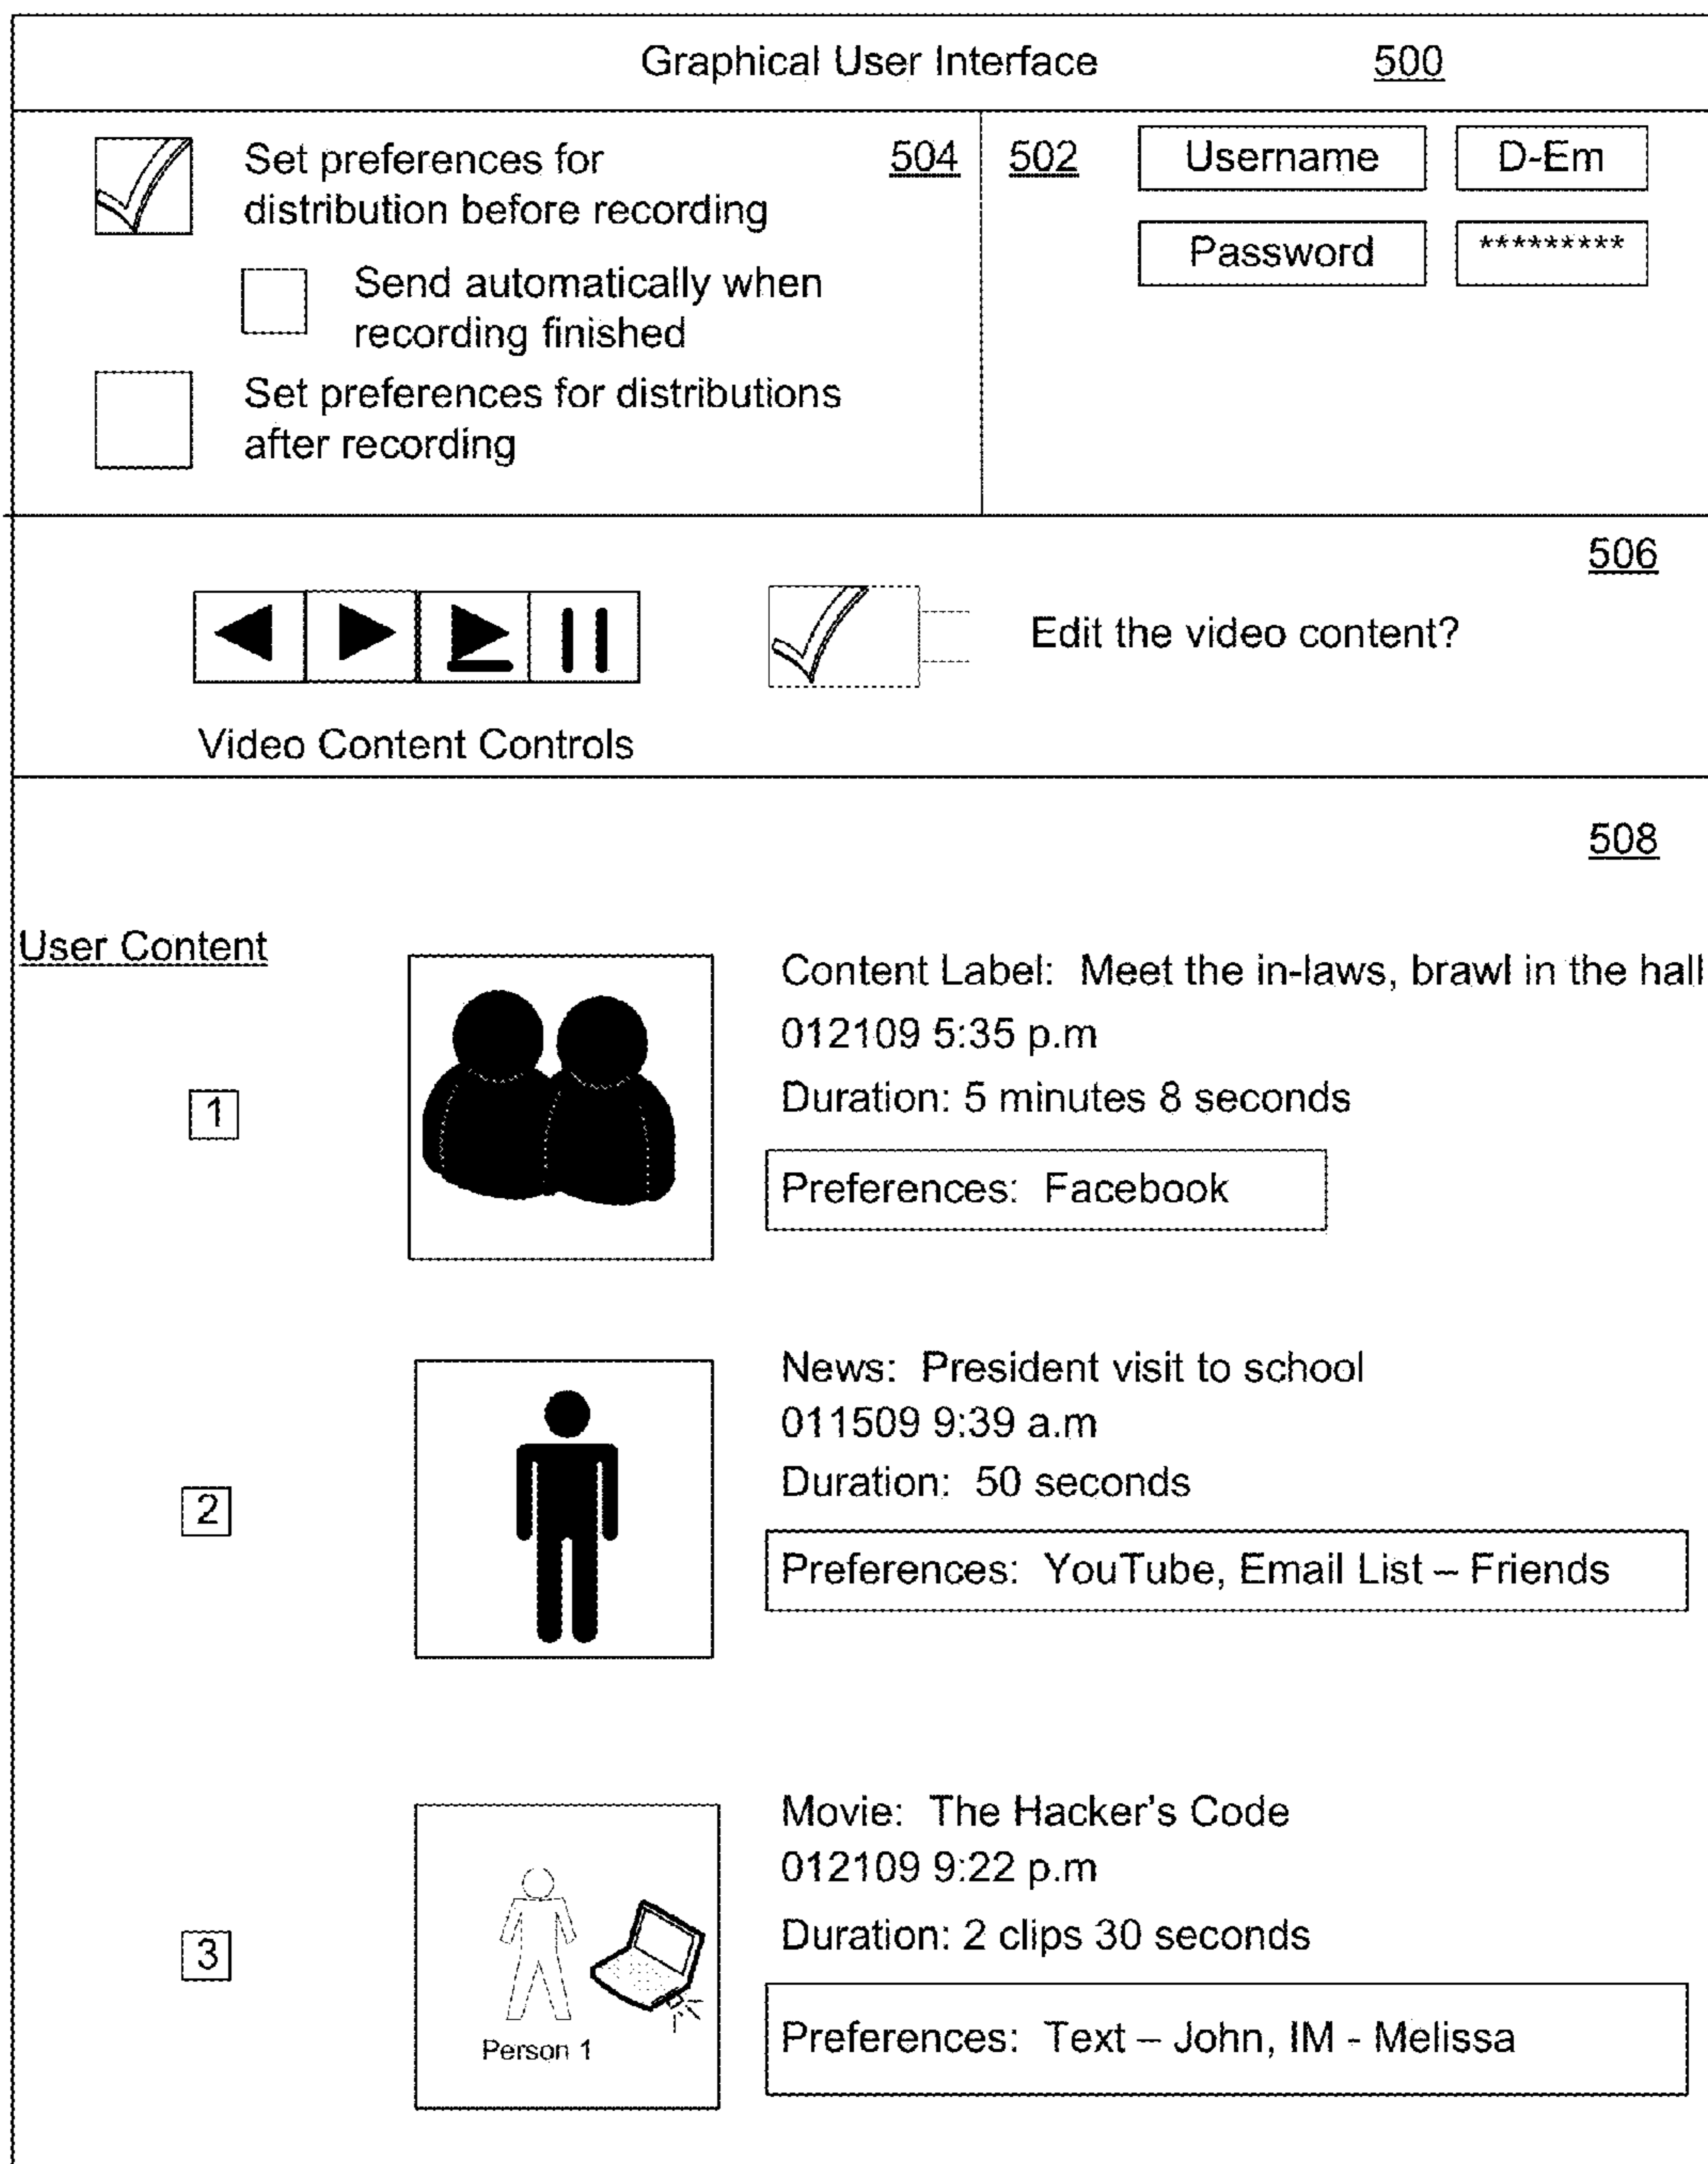 Graphical User Interface 500
Set preferences for
distribution before recording
504
Send automatically when
recording finished
Set preferences for distributions
after recording
502
Username D-Em
Password *********
506
Edit the video content?
Video Content Controls
508
User Content
1
Content Label: Meet the in-laws, brawl in the hall
012109 5:35 p.m
Duration: 5 minutes 8 seconds
Preferences: Facebook
2
News: President visit to school
011509 9:39 a.m
Duration: 50 seconds
Preferences: YouTube, Email List – Friends
3
Person 1
Movie: The Hacker's Code
012109 9:22 p.m
Duration: 2 clips 30 seconds
Preferences: Text – John, IM - Melissa